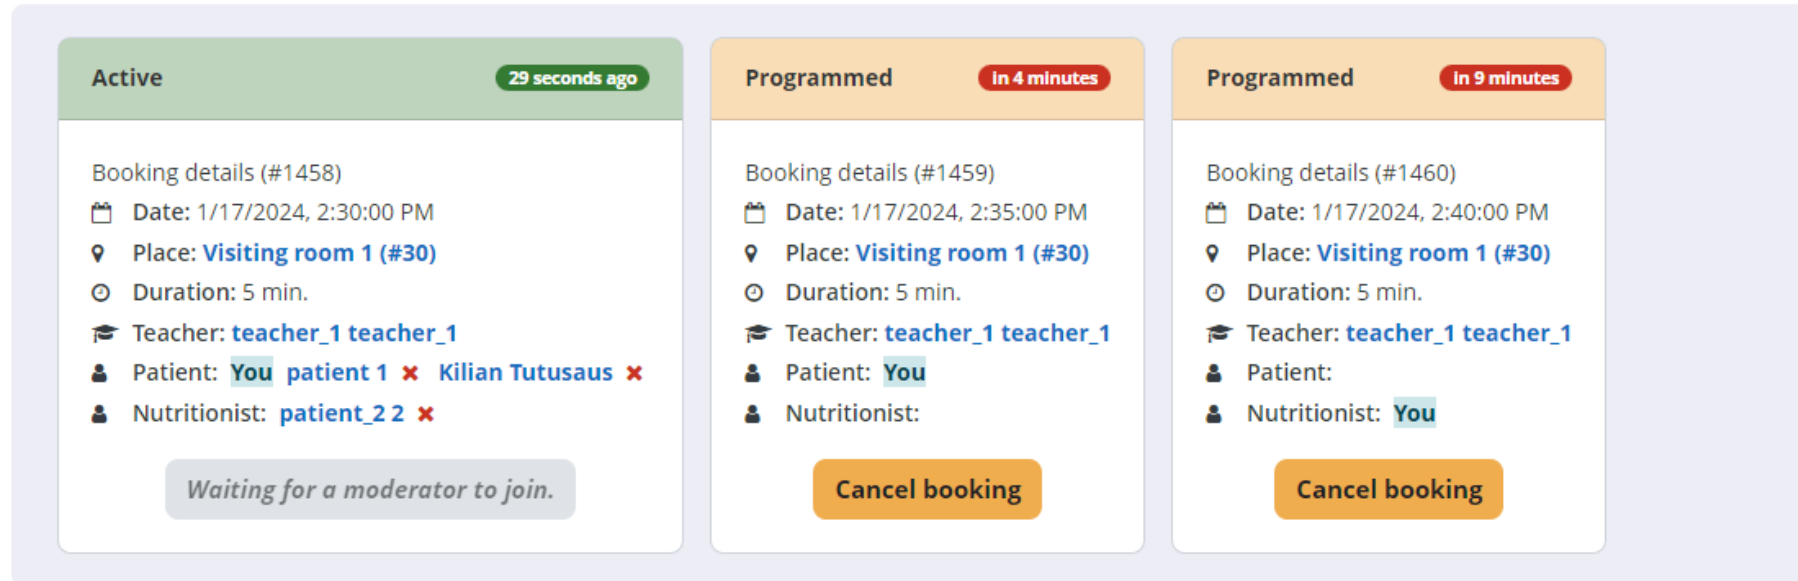 Active 29 seconds ago
Booking details (#1458)
Date: 1/17/2024, 2:30:00 PM
Place: Visiting room 1 (#30)
Duration: 5 min.
Teacher: teacher_1 teacher_1
Patient: You patient 1 ✖ Kilian Tutusaus ✖
Nutritionist: patient_2 2 ✖
Waiting for a moderator to join.
Programmed in 4 minutes
Booking details (#1459)
Date: 1/17/2024, 2:35:00 PM
Place: Visiting room 1 (#30)
Duration: 5 min.
Teacher: teacher_1 teacher_1
Patient: You
Nutritionist:
Cancel booking
Programmed in 9 minutes
Booking details (#1460)
Date: 1/17/2024, 2:40:00 PM
Place: Visiting room 1 (#30)
Duration: 5 min.
Teacher: teacher_1 teacher_1
Patient:
Nutritionist: You
Cancel booking